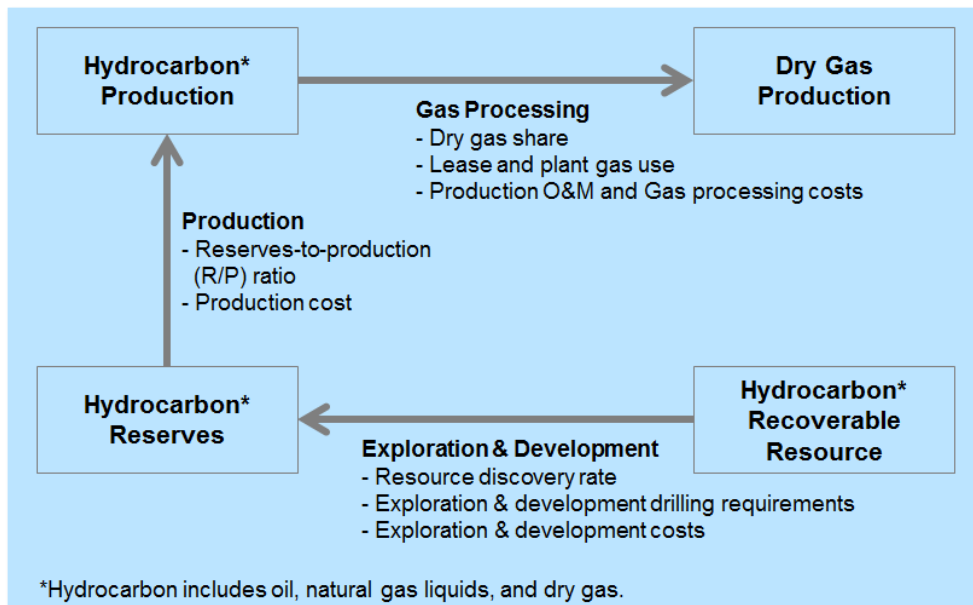 Hydrocarbon*
Production
Dry Gas
Production
Gas Processing
- Dry gas share
- Lease and plant gas use
- Production O&M and Gas processing costs
Production
- Reserves-to-production
(R/P) ratio
- Production cost
Hydrocarbon*
Reserves
Hydrocarbon*
Recoverable
Resource
Exploration & Development
- Resource discovery rate
- Exploration & development drilling requirements
- Exploration & development costs
*Hydrocarbon includes oil, natural gas liquids, and dry gas.